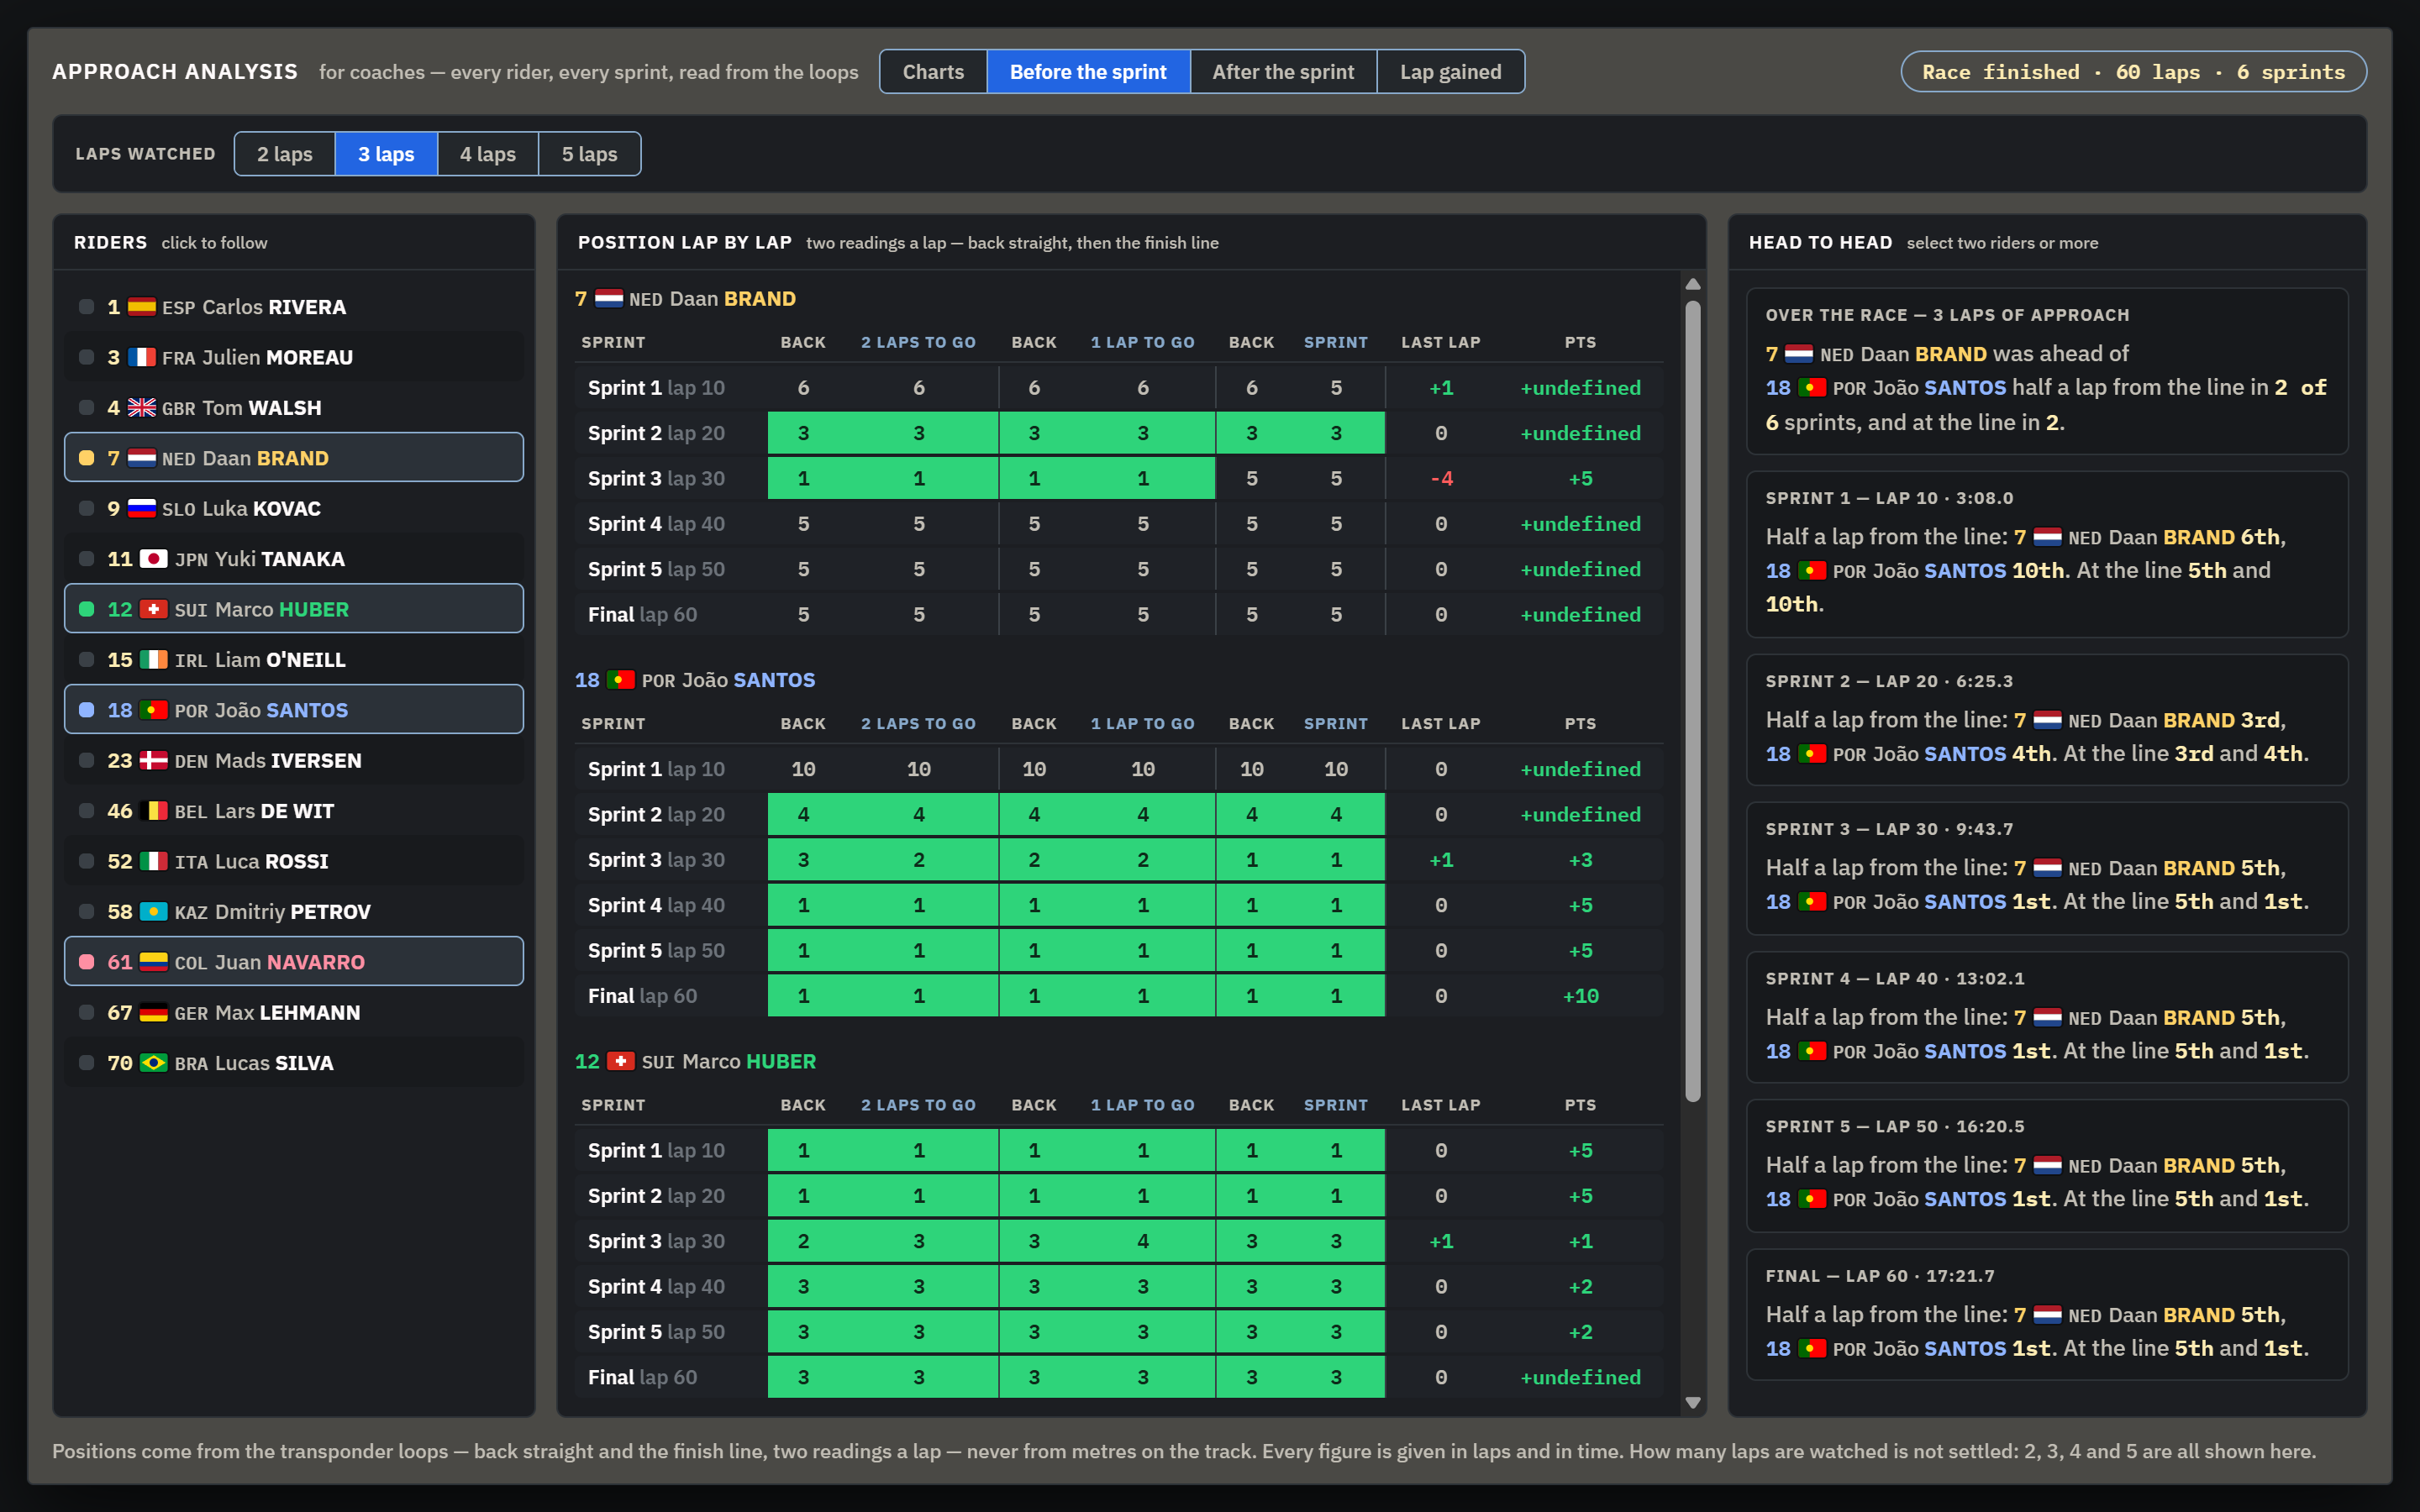 APPROACH ANALYSIS for coaches — every rider, every sprint, read from the loops Charts Before the sprint After the sprint Lap gained Race finished · 60 laps · 6 sprints
LAPS WATCHED 2 laps 3 laps 4 laps 5 laps
RIDERS click to follow
1 ESP Carlos RIVERA
3 FRA Julien MOREAU
4 GBR Tom WALSH
7 NED Daan BRAND
9 SLO Luka KOVAC
11 JPN Yuki TANAKA
12 SUI Marco HUBER
15 IRL Liam O'NEILL
18 POR João SANTOS
23 DEN Mads IVERSEN
46 BEL Lars DE WIT
52 ITA Luca ROSSI
58 KAZ Dmitriy PETROV
61 COL Juan NAVARRO
67 GER Max LEHMANN
70 BRA Lucas SILVA
POSITION LAP BY LAP two readings a lap — back straight, then the finish line
7 NED Daan BRAND
SPRINT BACK 2 LAPS TO GO BACK 1 LAP TO GO BACK SPRINT LAST LAP PTS
Sprint 1 lap 10 6 6 6 6 6 5 +1 +undefined
Sprint 2 lap 20 3 3 3 3 3 3 0 +undefined
Sprint 3 lap 30 1 1 1 1 5 5 -4 +5
Sprint 4 lap 40 5 5 5 5 5 5 0 +undefined
Sprint 5 lap 50 5 5 5 5 5 5 0 +undefined
Final lap 60 5 5 5 5 5 5 0 +undefined
18 POR João SANTOS
SPRINT BACK 2 LAPS TO GO BACK 1 LAP TO GO BACK SPRINT LAST LAP PTS
Sprint 1 lap 10 10 10 10 10 10 10 0 +undefined
Sprint 2 lap 20 4 4 4 4 4 4 0 +undefined
Sprint 3 lap 30 3 2 2 2 1 1 +1 +3
Sprint 4 lap 40 1 1 1 1 1 1 0 +5
Sprint 5 lap 50 1 1 1 1 1 1 0 +5
Final lap 60 1 1 1 1 1 1 0 +10
12 SUI Marco HUBER
SPRINT BACK 2 LAPS TO GO BACK 1 LAP TO GO BACK SPRINT LAST LAP PTS
Sprint 1 lap 10 1 1 1 1 1 1 0 +5
Sprint 2 lap 20 1 1 1 1 1 1 0 +5
Sprint 3 lap 30 2 3 3 4 3 3 +1 +1
Sprint 4 lap 40 3 3 3 3 3 3 0 +2
Sprint 5 lap 50 3 3 3 3 3 3 0 +2
Final lap 60 3 3 3 3 3 3 0 +undefined
HEAD TO HEAD select two riders or more
OVER THE RACE — 3 LAPS OF APPROACH
7 NED Daan BRAND was ahead of
18 POR João SANTOS half a lap from the line in 2 of
6 sprints, and at the line in 2.
SPRINT 1 — LAP 10 · 3:08.0
Half a lap from the line: 7 NED Daan BRAND 6th,
18 POR João SANTOS 10th. At the line 5th and
10th.
SPRINT 2 — LAP 20 · 6:25.3
Half a lap from the line: 7 NED Daan BRAND 3rd,
18 POR João SANTOS 4th. At the line 3rd and 4th.
SPRINT 3 — LAP 30 · 9:43.7
Half a lap from the line: 7 NED Daan BRAND 5th,
18 POR João SANTOS 1st. At the line 5th and 1st.
SPRINT 4 — LAP 40 · 13:02.1
Half a lap from the line: 7 NED Daan BRAND 5th,
18 POR João SANTOS 1st. At the line 5th and 1st.
SPRINT 5 — LAP 50 · 16:20.5
Half a lap from the line: 7 NED Daan BRAND 5th,
18 POR João SANTOS 1st. At the line 5th and 1st.
FINAL — LAP 60 · 17:21.7
Half a lap from the line: 7 NED Daan BRAND 5th,
18 POR João SANTOS 1st. At the line 5th and 1st.
Positions come from the transponder loops — back straight and the finish line, two readings a lap — never from metres on the track. Every figure is given in laps and in time. How many laps are watched is not settled: 2, 3, 4 and 5 are all shown here.